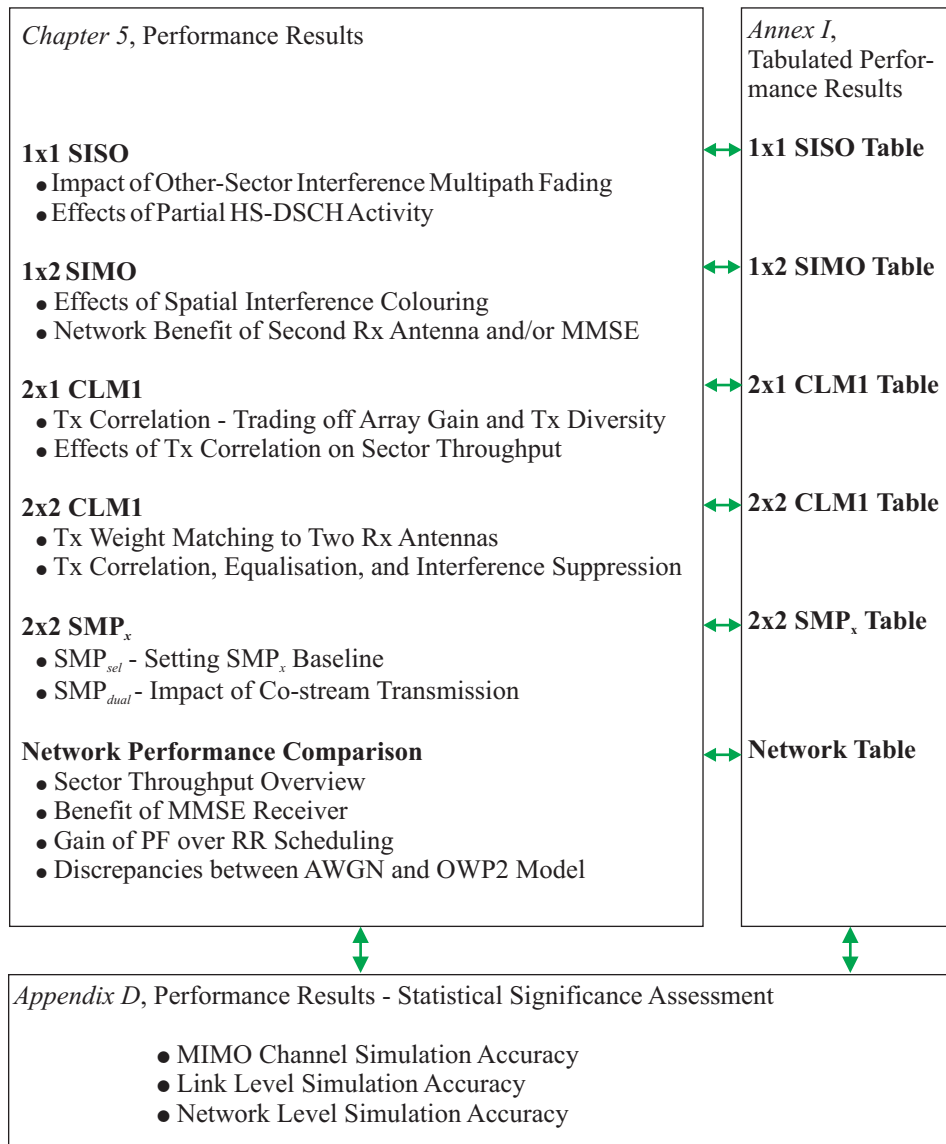 Chapter 5, Performance Results
1x1 SISO
● Impact of Other-Sector Interference Multipath Fading
● Effects of Partial HS-DSCH Activity
1x2 SIMO
● Effects of Spatial Interference Colouring
● Network Benefit of Second Rx Antenna and/or MMSE
2x1 CLM1
● Tx Correlation - Trading off Array Gain and Tx Diversity
● Effects of Tx Correlation on Sector Throughput
2x2 CLM1
● Tx Weight Matching to Two Rx Antennas
● Tx Correlation, Equalisation, and Interference Suppression
2x2 SMPx
● SMPsel - Setting SMPx Baseline
● SMPdual - Impact of Co-stream Transmission
Network Performance Comparison
● Sector Throughput Overview
● Benefit of MMSE Receiver
● Gain of PF over RR Scheduling
● Discrepancies between AWGN and OWP2 Model
Annex I,
Tabulated Perfor-
mance Results
1x1 SISO Table
1x2 SIMO Table
2x1 CLM1 Table
2x2 CLM1 Table
2x2 SMPx Table
Network Table
Appendix D, Performance Results - Statistical Significance Assessment
● MIMO Channel Simulation Accuracy
● Link Level Simulation Accuracy
● Network Level Simulation Accuracy